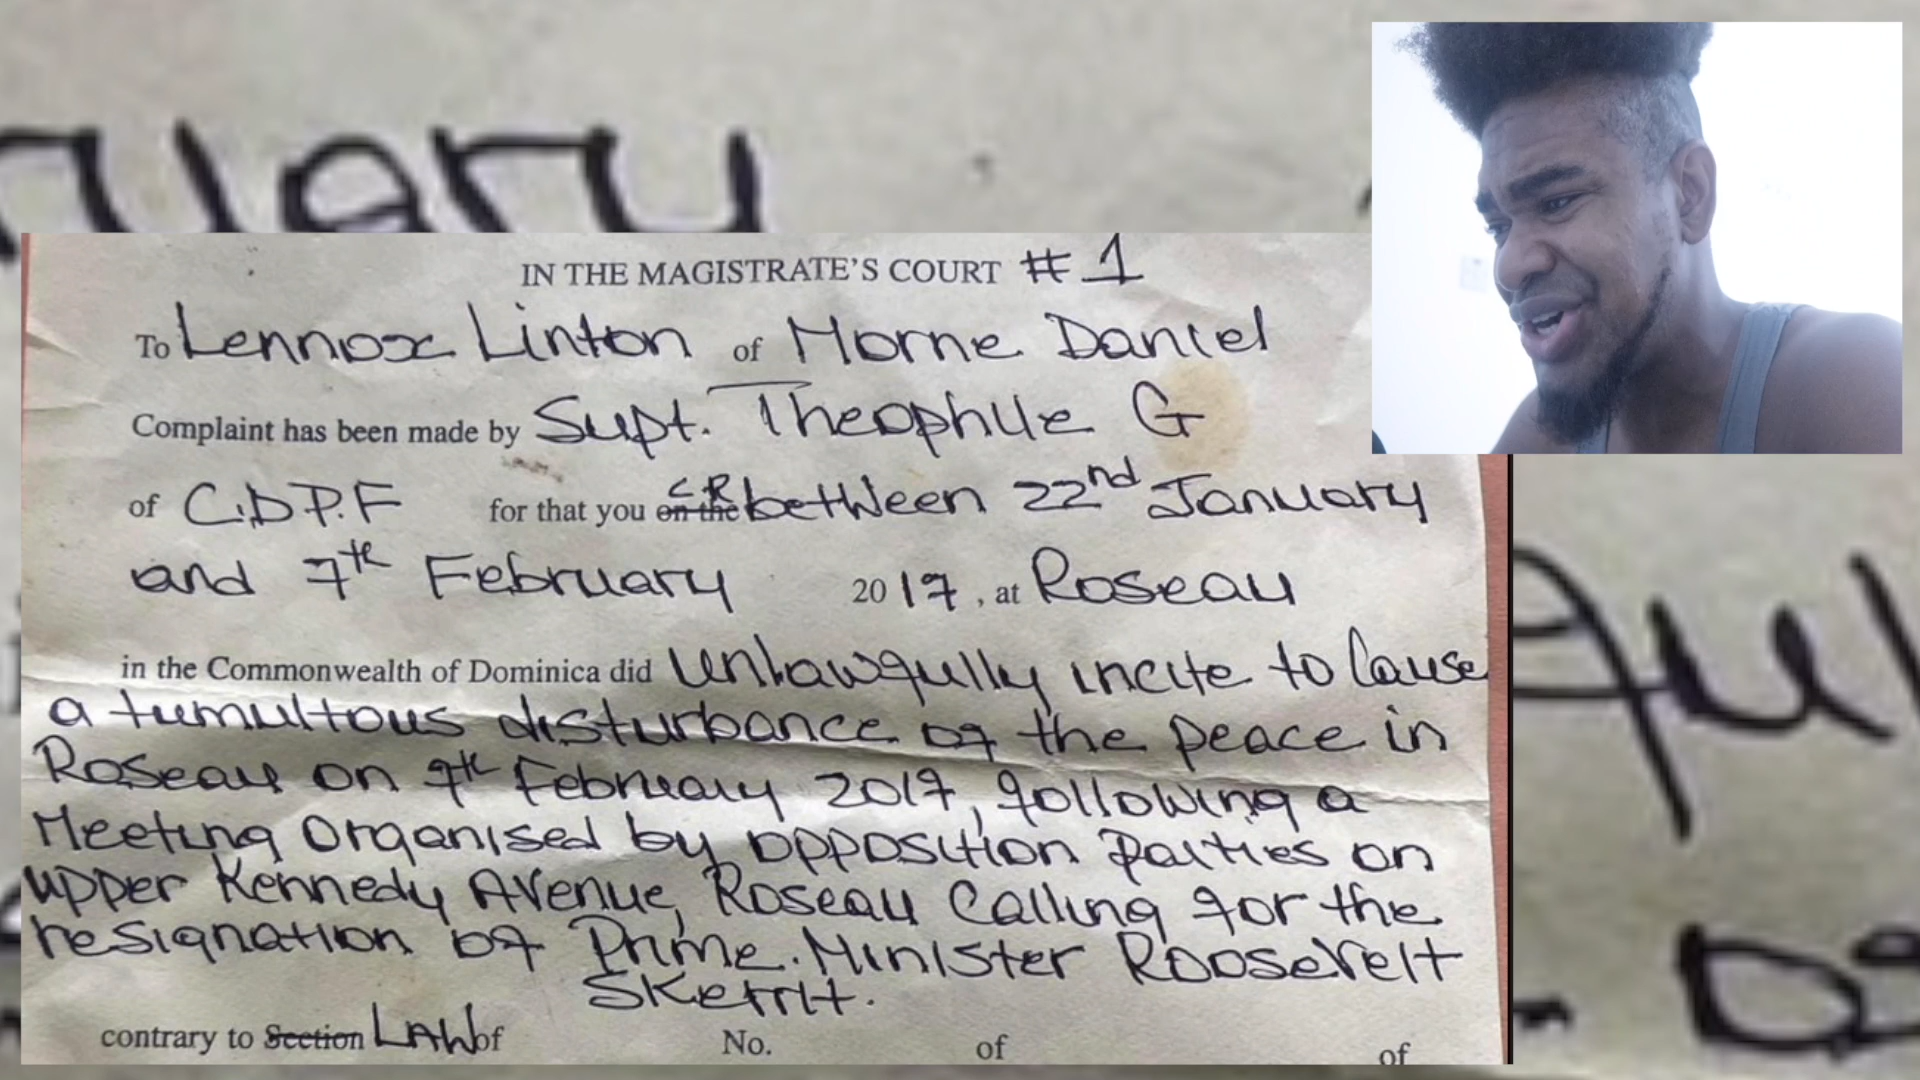 ruary
IN THE MAGISTRATE'S COURT #1
To Lennox Linton of Morne Daniel
Complaint has been made by Supt. Theophile G
of C.D.P.F for that you on the between 22nd January
and 7th February 2017, at Roseau
in the Commonwealth of Dominica did unlawfully incite to cause
a tumultous disturbance of the peace in
Roseau on 7th February 2017, following a
Meeting Organised by opposition parties on
upper Kennedy Avenue, Roseau Calling for the
resignation of Prime Minister Roosevelt
Skerrit.
contrary to Section LAW of No. of of